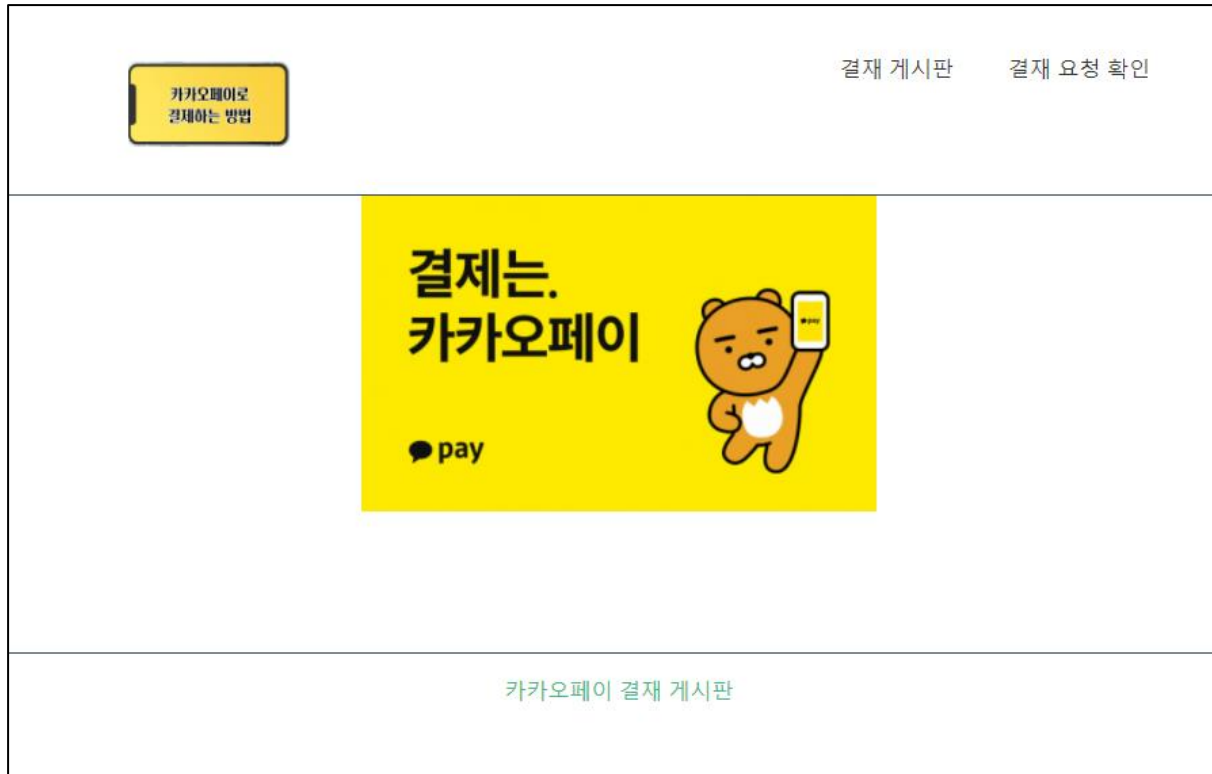 카카오페이로
결제하는 방법
결재 게시판
결재 요청 확인
결제는.
카카오페이
pay
pay
카카오페이 결재 게시판